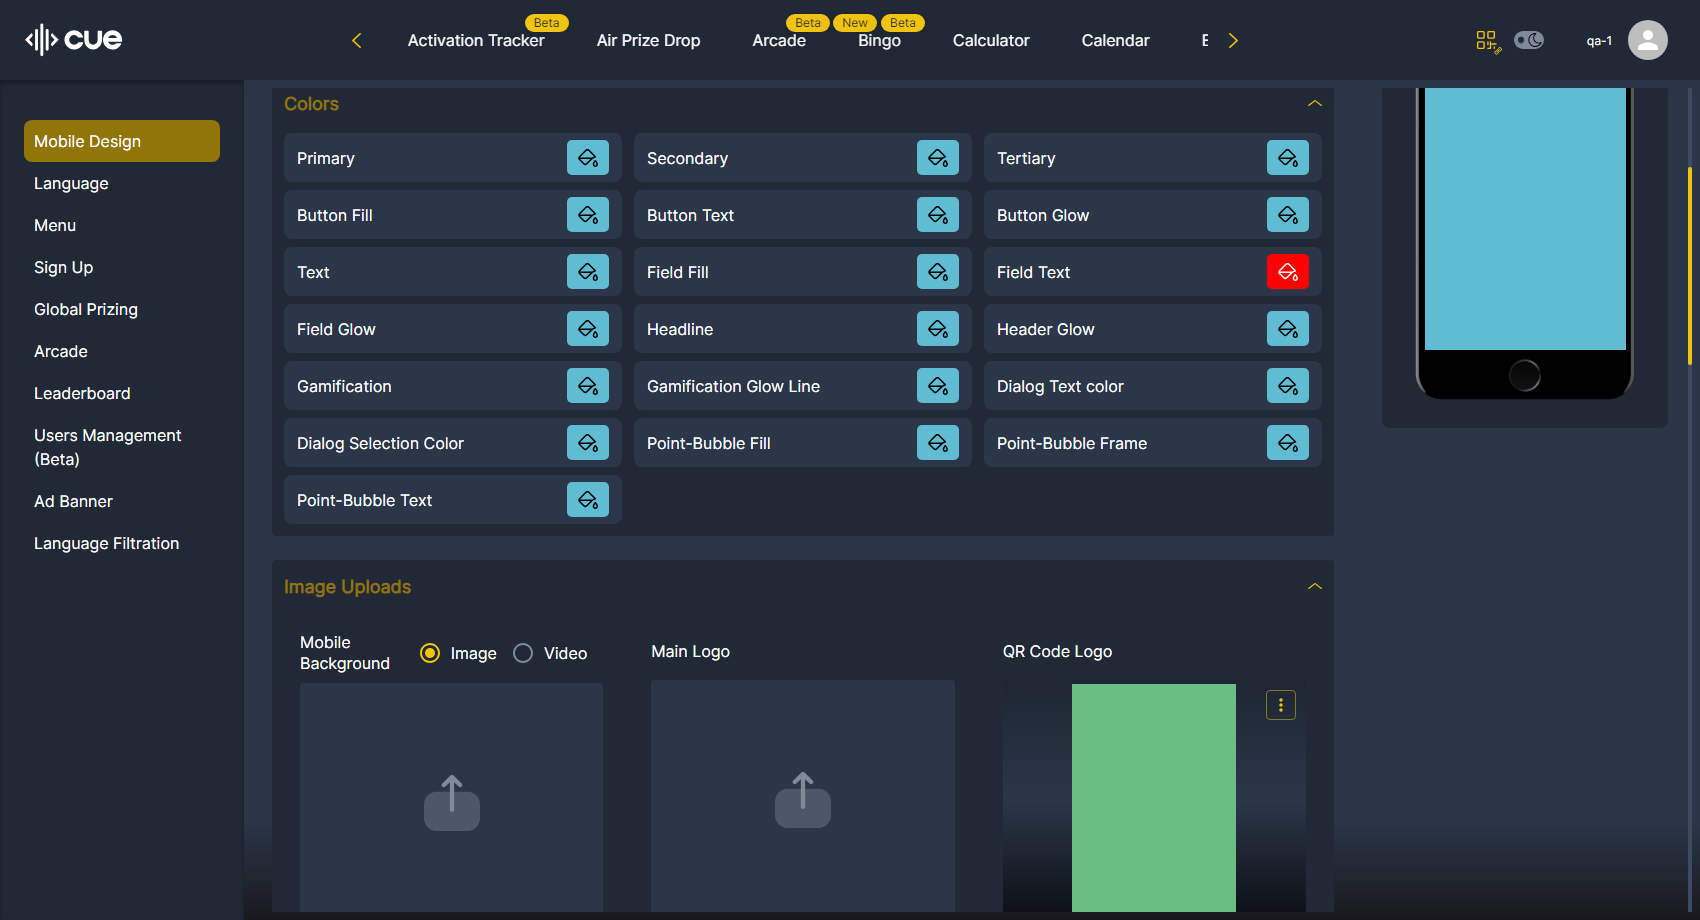 cue
Activation Tracker
Beta
Air Prize Drop
Arcade
Beta
Bingo
New
Beta
Calculator
Calendar
qa-1
Mobile Design
Language
Menu
Sign Up
Global Prizing
Arcade
Leaderboard
Users Management
(Beta)
Ad Banner
Language Filtration
Colors
Primary
Secondary
Tertiary
Button Fill
Button Text
Button Glow
Text
Field Fill
Field Text
Field Glow
Headline
Header Glow
Gamification
Gamification Glow Line
Dialog Text color
Dialog Selection Color
Point-Bubble Fill
Point-Bubble Frame
Point-Bubble Text
Image Uploads
Mobile
Background
Image
Video
Main Logo
QR Code Logo